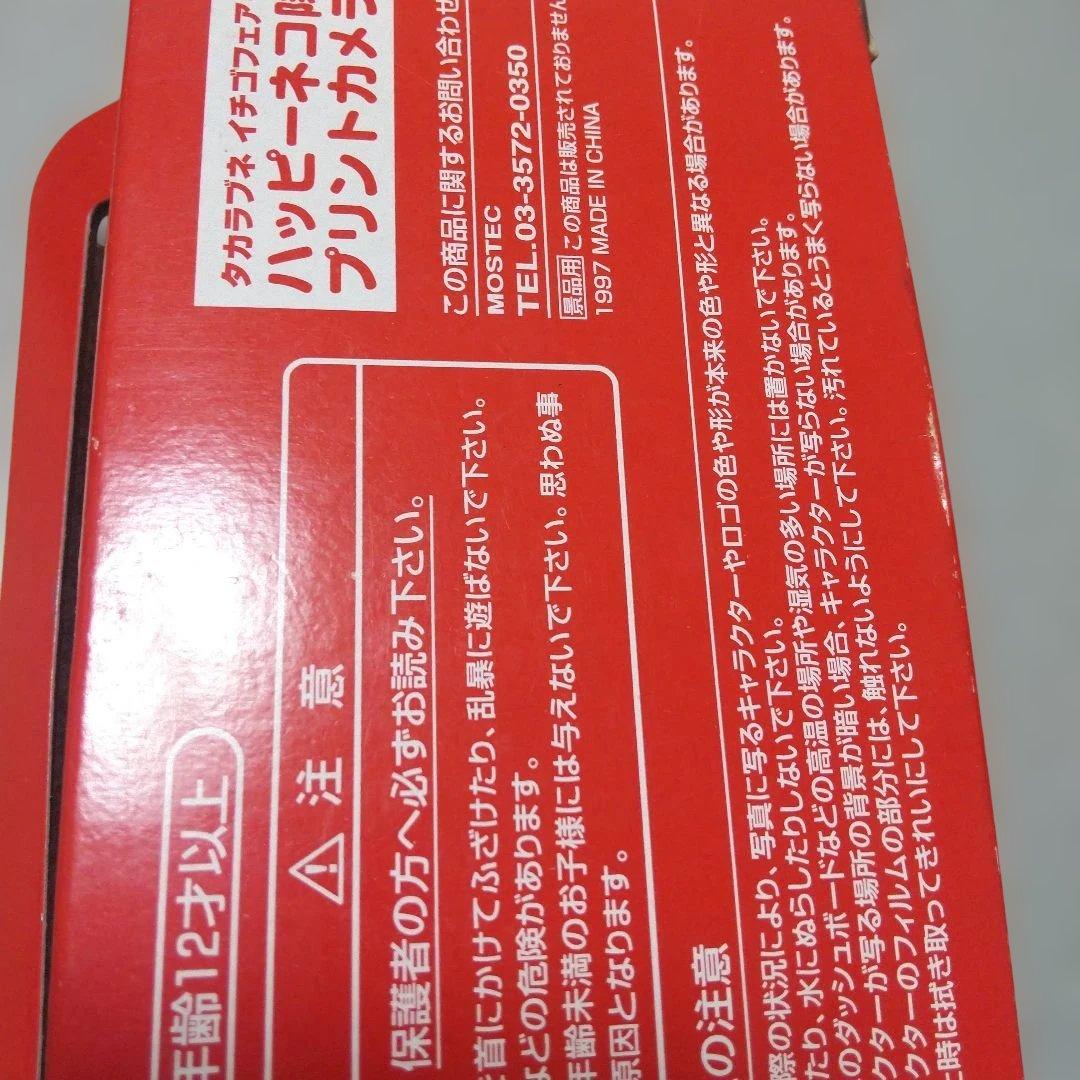 タカラブネ イチゴフェア
ハッピーネコ
プリントカメラ
この商品に関するお問い合わせ
MOSTEC
TEL.03-3572-0350
景品用 この商品は販売されておりません
1997 MADE IN CHINA
年齢12才以上
注 意
保護者の方へ必ずお読み下さい。
を首にかけてふざけたり、乱暴に遊ばないで下さい。
などの危険があります。
年齢未満のお子様には与えないで下さい。思わぬ事
原因となります。
の注意
際の状況により、写真に写るキャラクターやロゴの色や形が本来の色や形と異なる場合があります。
たり、水にぬらしたりしないで下さい。
のダッシュボードなどの高温の場所や湿気の多い場所には置かないで下さい。
クターが写る場所の背景が暗い場合、キャラクターが写らない場合があります。
クターのフィルムの部分には、触れないようにして下さい。汚れているとうまく写らない場合があります。
時は拭き取ってきれいにして下さい。